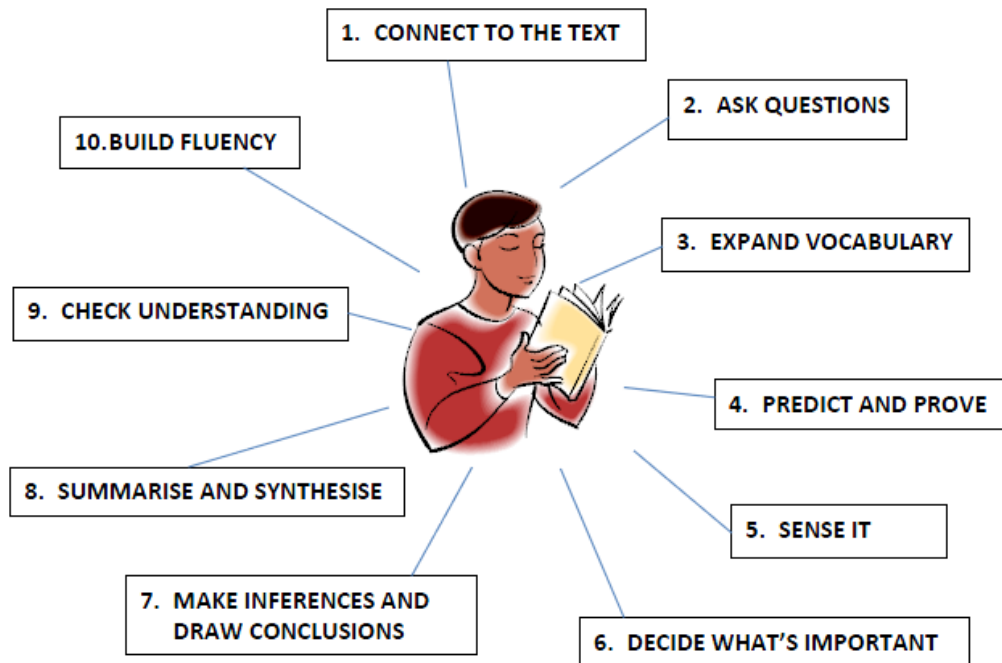 1. CONNECT TO THE TEXT
2. ASK QUESTIONS
3. EXPAND VOCABULARY
4. PREDICT AND PROVE
5. SENSE IT
6. DECIDE WHAT'S IMPORTANT
7. MAKE INFERENCES AND
DRAW CONCLUSIONS
8. SUMMARISE AND SYNTHESISE
9. CHECK UNDERSTANDING
10.BUILD FLUENCY